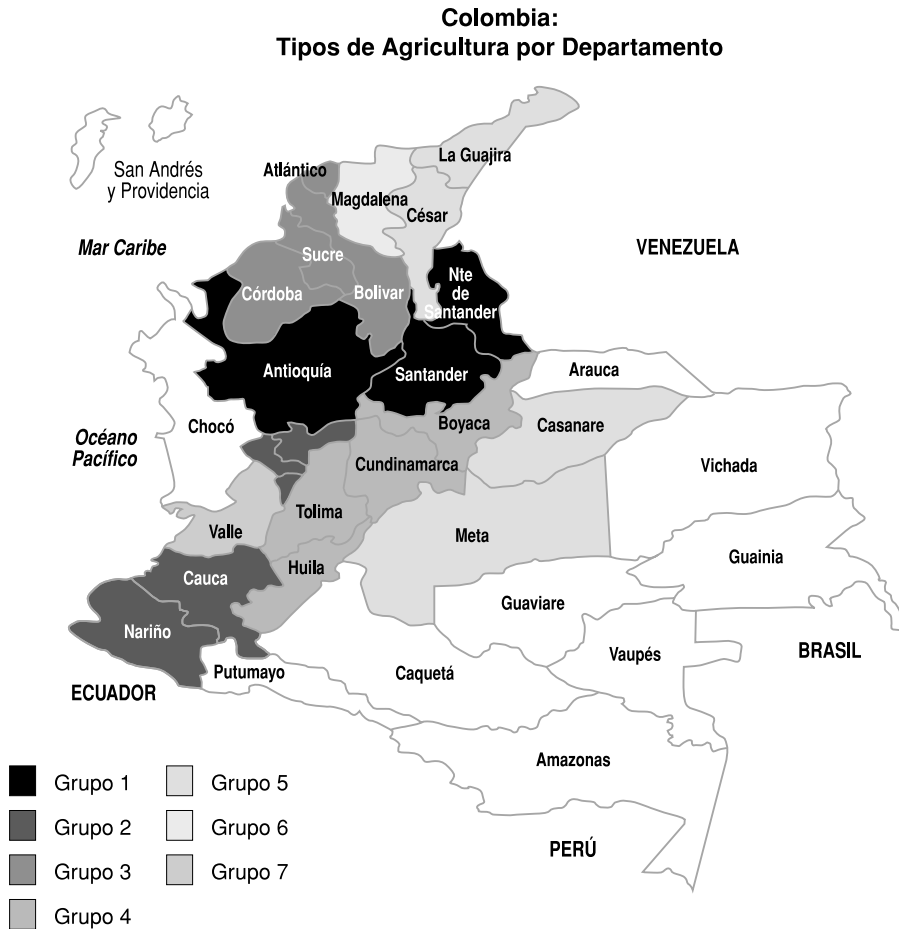 Colombia:
Tipos de Agricultura por Departamento
San Andrés
y Providencia
La Guajira
Atlántico
Magdalena
César
Mar Caribe
VENEZUELA
Sucre
Nte
de
Santander
Córdoba
Bolivar
Antioquía
Santander
Arauca
Chocó
Boyaca
Casanare
Océano
Pacífico
Cundinamarca
Vichada
Tolima
Valle
Meta
Guainia
Huila
Cauca
Guaviare
Nariño
Vaupés
BRASIL
Putumayo
Caquetá
ECUADOR
Amazonas
PERÚ
Grupo 1
Grupo 2
Grupo 3
Grupo 4
Grupo 5
Grupo 6
Grupo 7